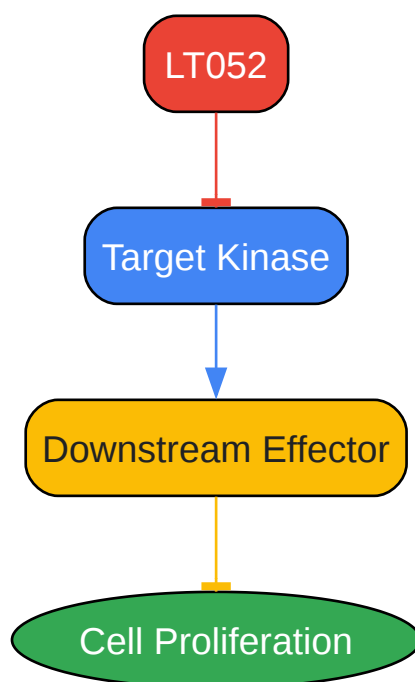 LT052
Target Kinase
Downstream Effector
Cell Proliferation